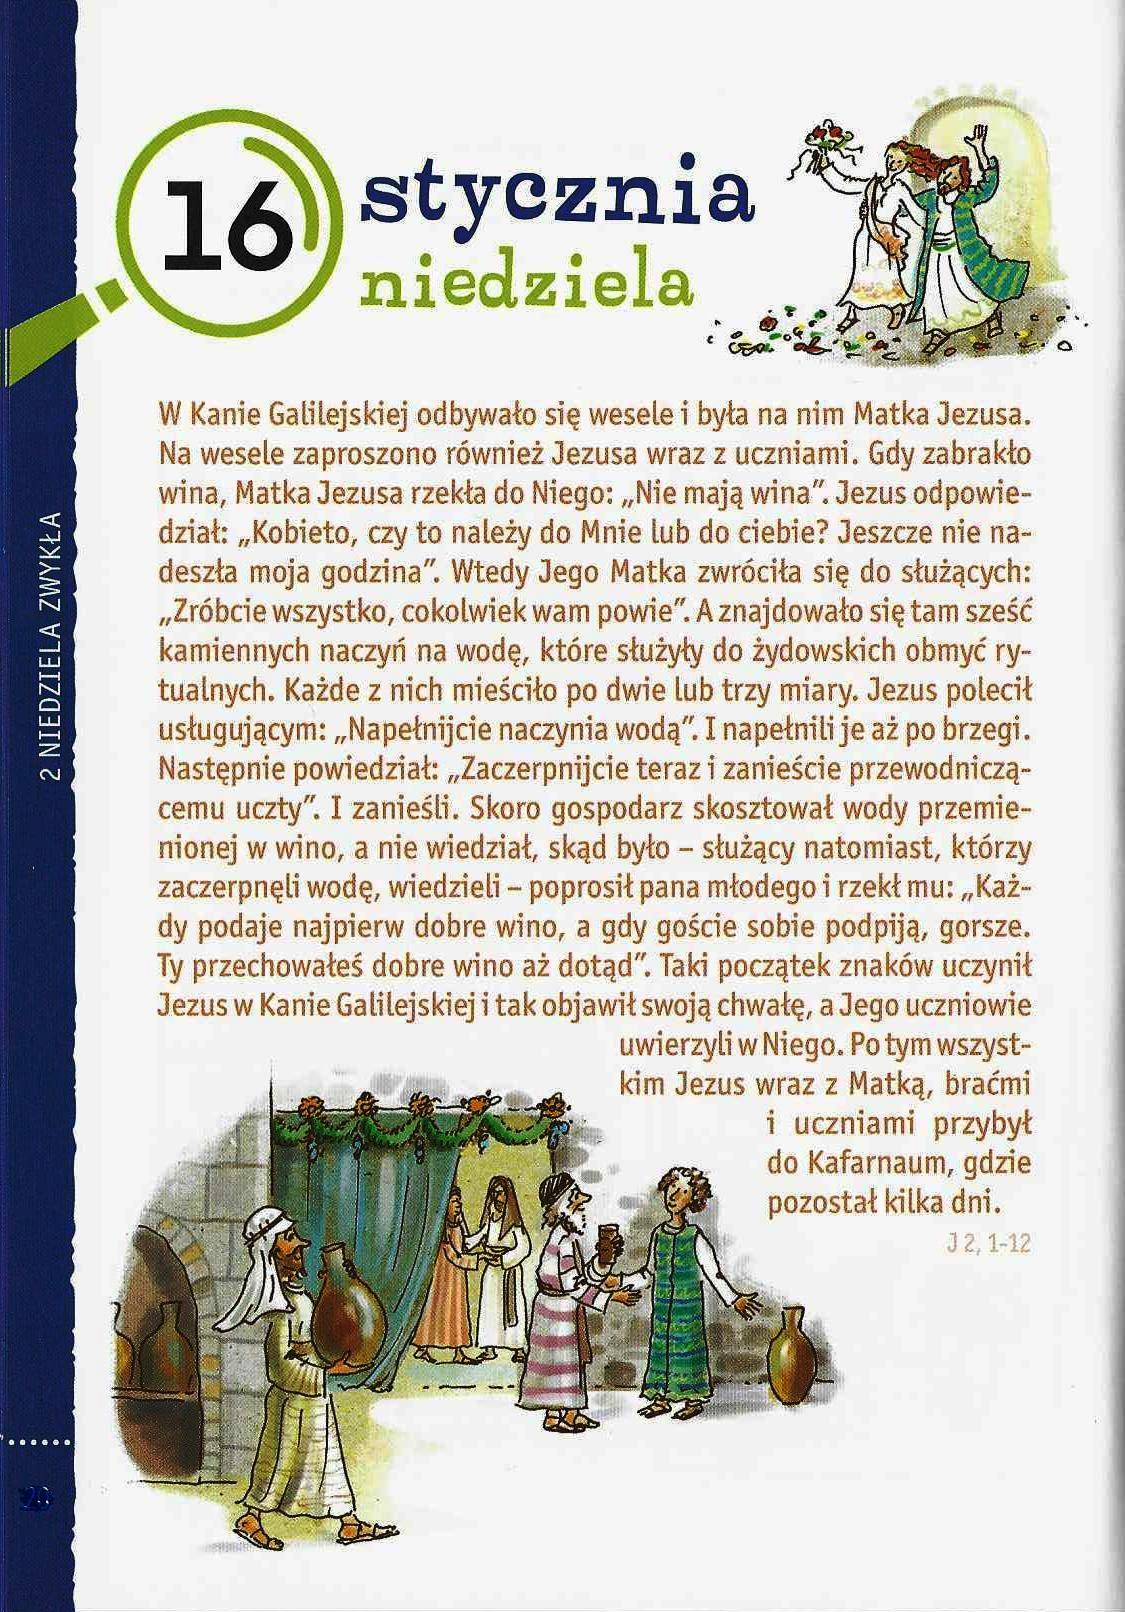 16
stycznia
niedziela
W Kanie Galilejskiej odbywało się wesele i była na nim Matka Jezusa.
Na wesele zaproszono również Jezusa wraz z uczniami. Gdy zabrakło
wina, Matka Jezusa rzekła do Niego: „Nie mają wina”. Jezus odpowie-
dział: „Kobieto, czy to należy do Mnie lub do ciebie? Jeszcze nie na-
deszła moja godzina”. Wtedy Jego Matka zwróciła się do służących:
„Zróbcie wszystko, cokolwiek wam powie”. A znajdowało się tam sześć
kamiennych naczyń na wodę, które służyły do żydowskich obmyć ry-
tualnych. Każde z nich mieściło po dwie lub trzy miary. Jezus polecił
usługującym: „Napełnijcie naczynia wodą”. I napełnili je aż po brzegi.
Następnie powiedział: „Zaczerpnijcie teraz i zanieście przewodniczą-
cemu uczty”. I zanieśli. Skoro gospodarz skosztował wody przemie-
nionej w wino, a nie wiedział, skąd było – służący natomiast, którzy
zaczerpnęli wodę, wiedzieli – poprosił pana młodego i rzekł mu: „Każ-
dy podaje najpierw dobre wino, a gdy goście sobie podpiją, gorsze.
Ty przechowałeś dobre wino aż dotąd”. Taki początek znaków uczynił
Jezus w Kanie Galilejskiej i tak objawił swoją chwałę, a Jego uczniowie
uwierzyli w Niego. Po tym wszyst-
kim Jezus wraz z Matką, braćmi
i uczniami przybył
do Kafarnaum, gdzie
pozostał kilka dni.
J 2, 1-12
2 NIEDZIELA ZWYKŁA